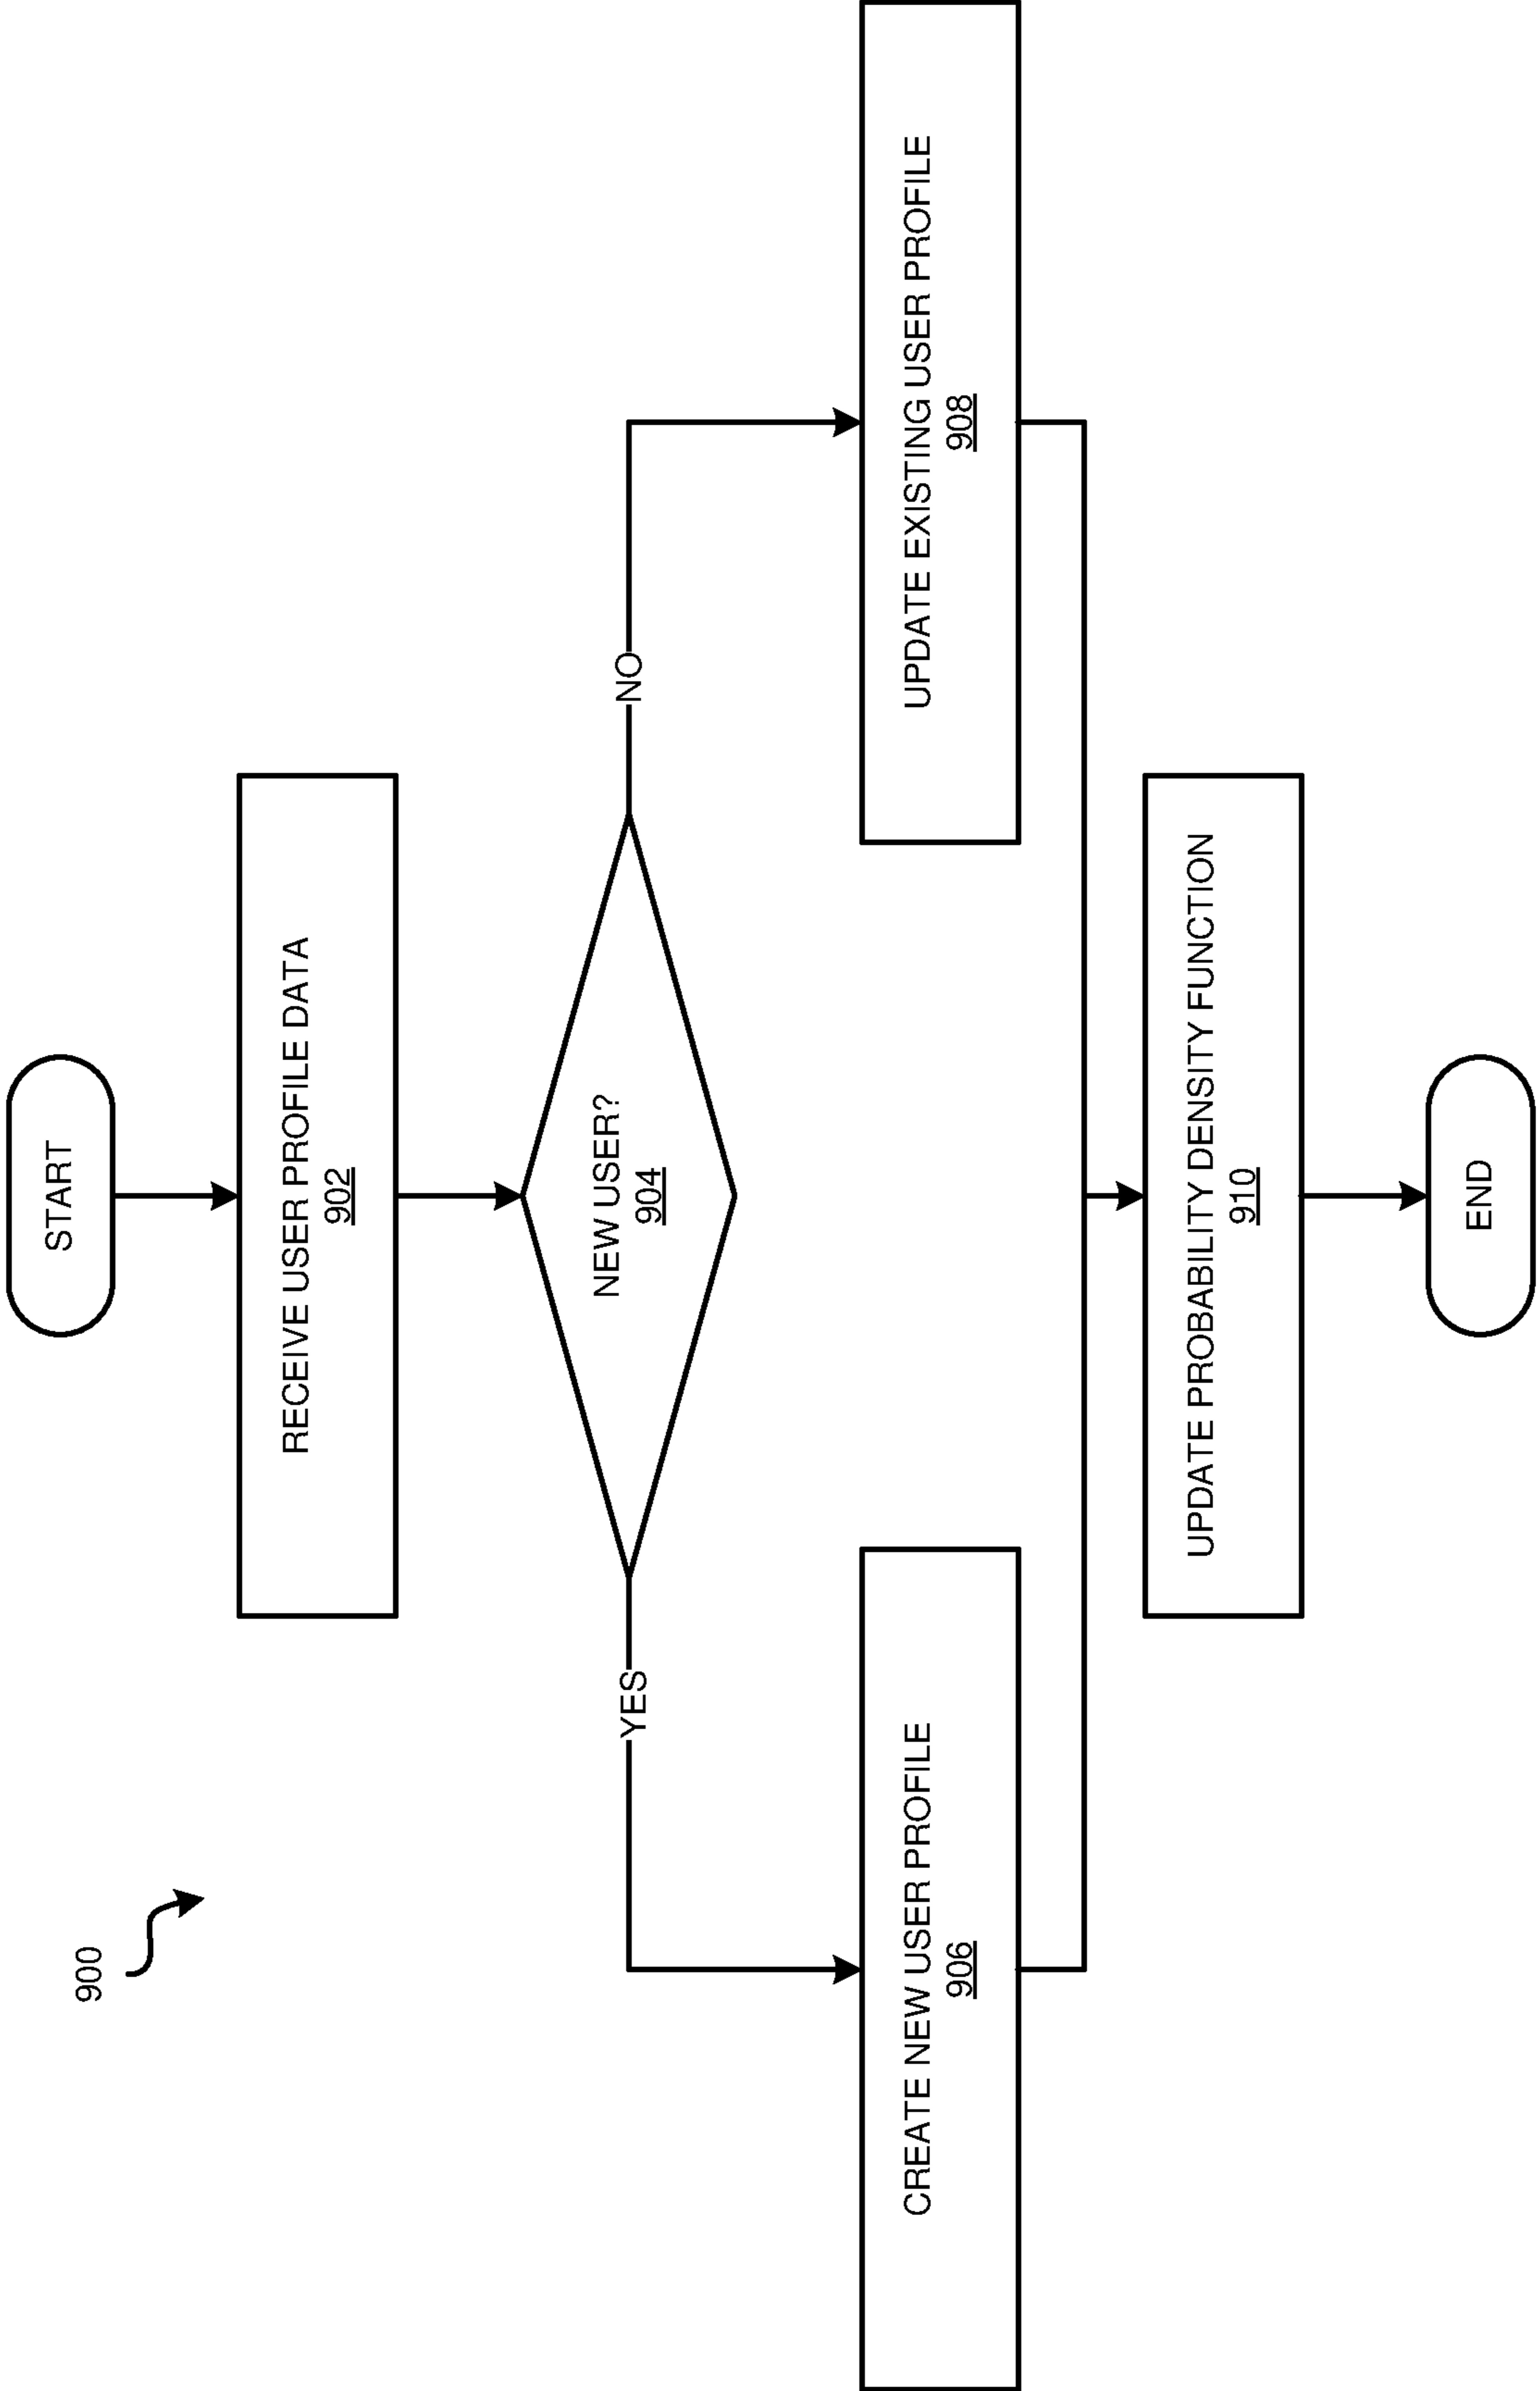 900
START
RECEIVE USER PROFILE DATA
902
NEW USER?
904
YES
NO
CREATE NEW USER PROFILE
906
UPDATE EXISTING USER PROFILE
908
UPDATE PROBABILITY DENSITY FUNCTION
910
END